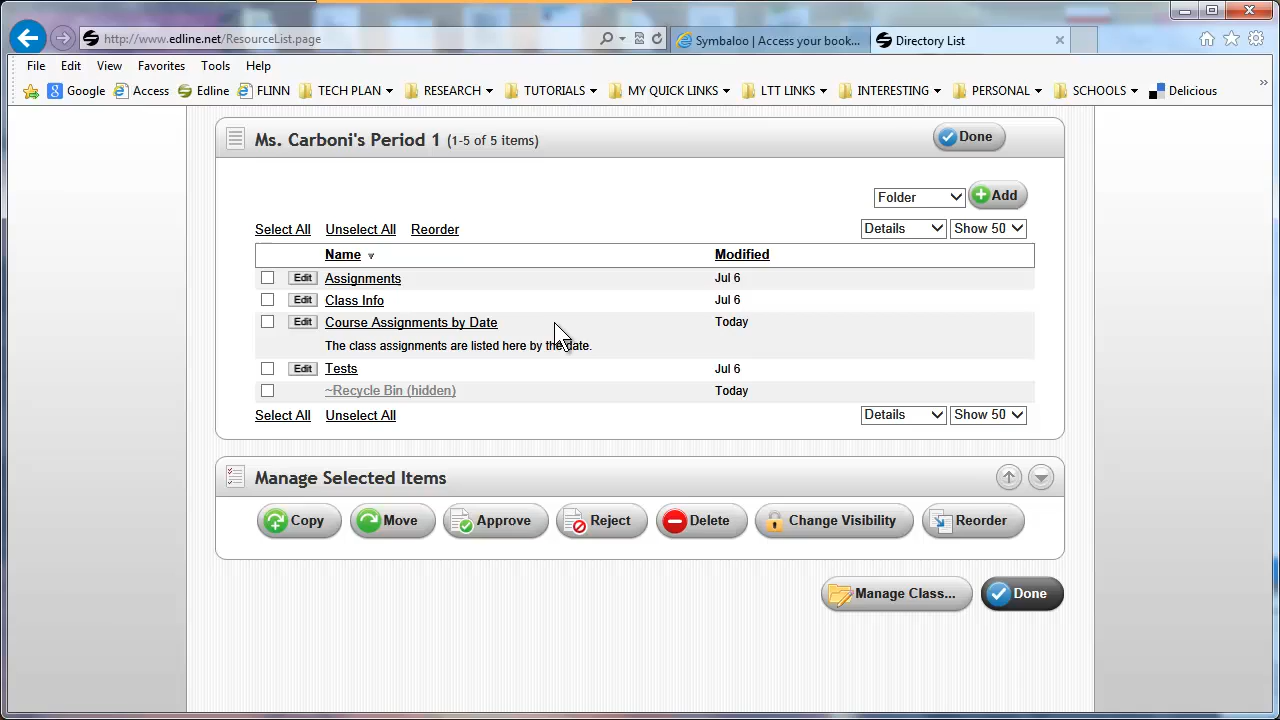 http://www.edline.net/ResourceList.page
Symbaloo | Access your book...
Directory List
File Edit View Favorites Tools Help
Google Access Edline FLINN TECH PLAN RESEARCH TUTORIALS MY QUICK LINKS LTT LINKS INTERESTING PERSONAL SCHOOLS Delicious
Ms. Carboni's Period 1 (1-5 of 5 items) Done
Folder Add
Select All Unselect All Reorder Details Show 50
Name Modified
Edit Assignments Jul 6
Edit Class Info Jul 6
Edit Course Assignments by Date Today
The class assignments are listed here by the date.
Edit Tests Jul 6
~Recycle Bin (hidden) Today
Select All Unselect All Details Show 50
Manage Selected Items
Copy Move Approve Reject Delete Change Visibility Reorder
Manage Class... Done